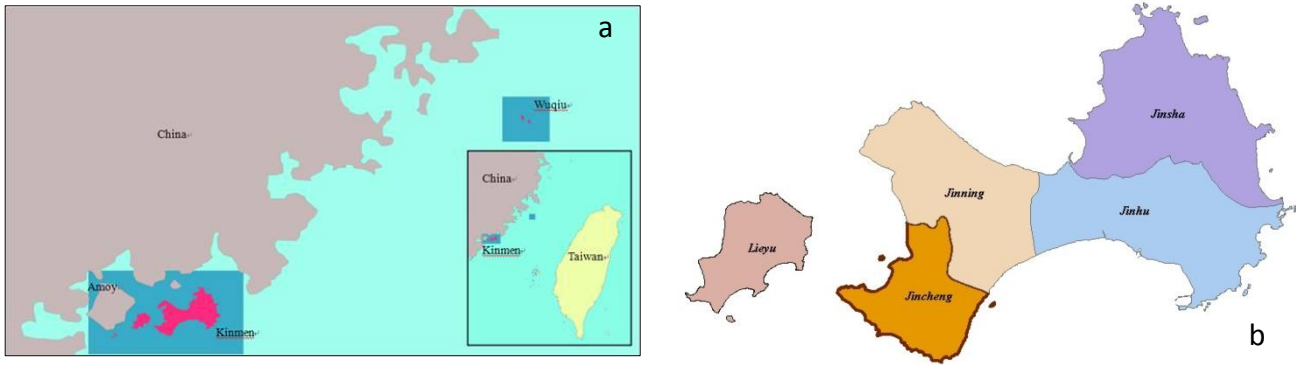 a
Wuqiu
China
China
Kinmen
Taiwan
Amoy
Kinmen
Jinsha
Jinning
Jinhu
Lieyu
Jincheng
b